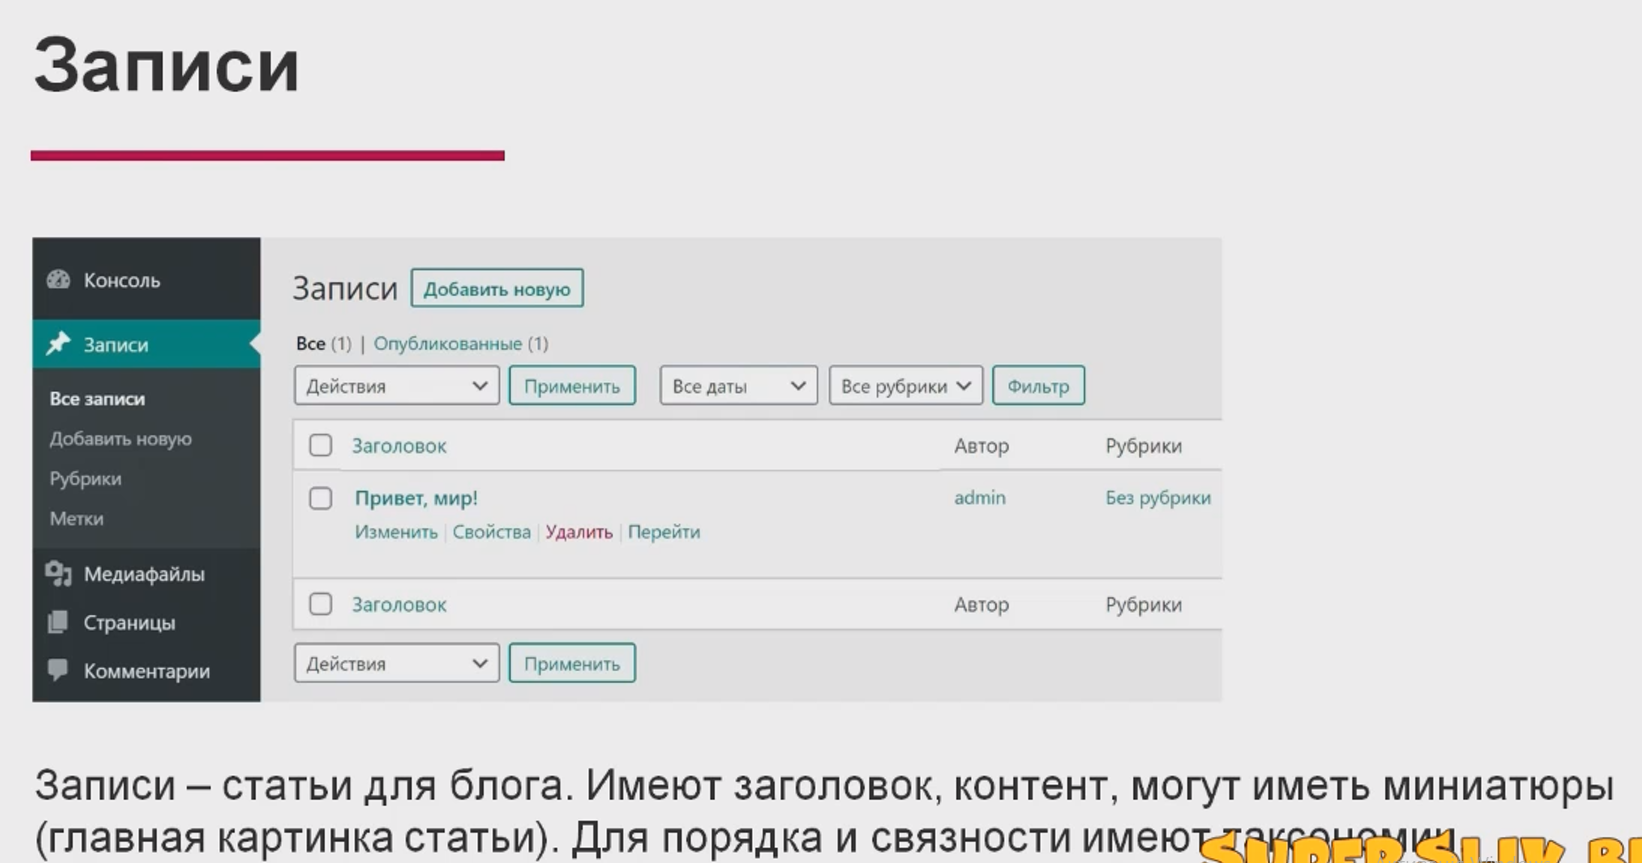 Записи
Консоль
Записи
Все записи
Добавить новую
Рубрики
Метки
Медиафайлы
Страницы
Комментарии
Записи Добавить новую
Все (1) | Опубликованные (1)
Действия Применить Все даты Все рубрики Фильтр
Заголовок Автор Рубрики
Привет, мир! admin Без рубрики
Изменить | Свойства | Удалить | Перейти
Заголовок Автор Рубрики
Действия Применить
Записи – статьи для блога. Имеют заголовок, контент, могут иметь миниатюры
(главная картинка статьи). Для порядка и связности имеют таксономии
SUPERSLIV